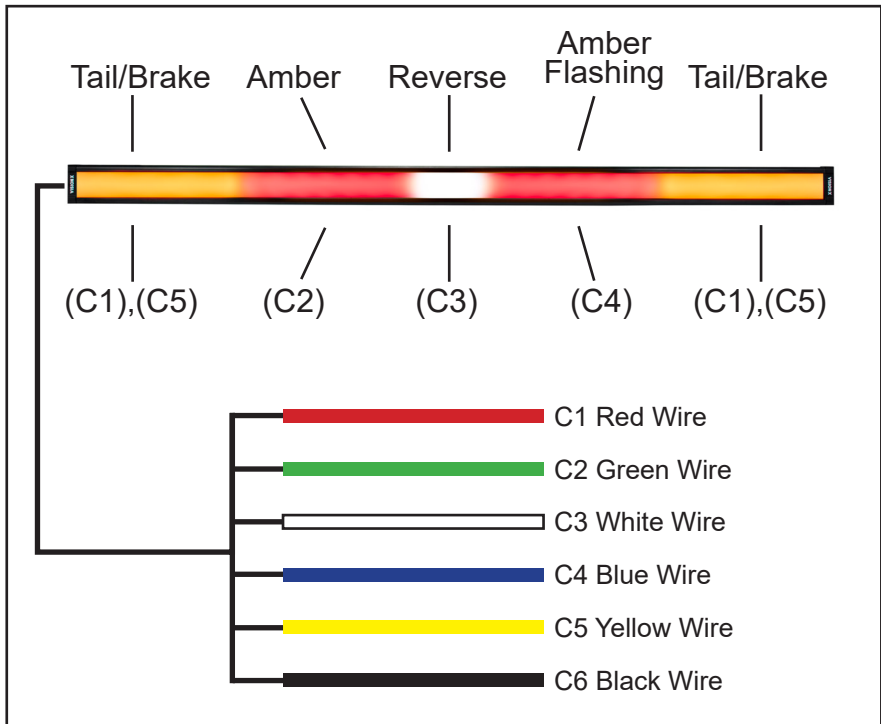 Tail/Brake
Amber
Reverse
Amber
Flashing
Tail/Brake
(C1),(C5)
(C2)
(C3)
(C4)
(C1),(C5)
C1 Red Wire
C2 Green Wire
C3 White Wire
C4 Blue Wire
C5 Yellow Wire
C6 Black Wire